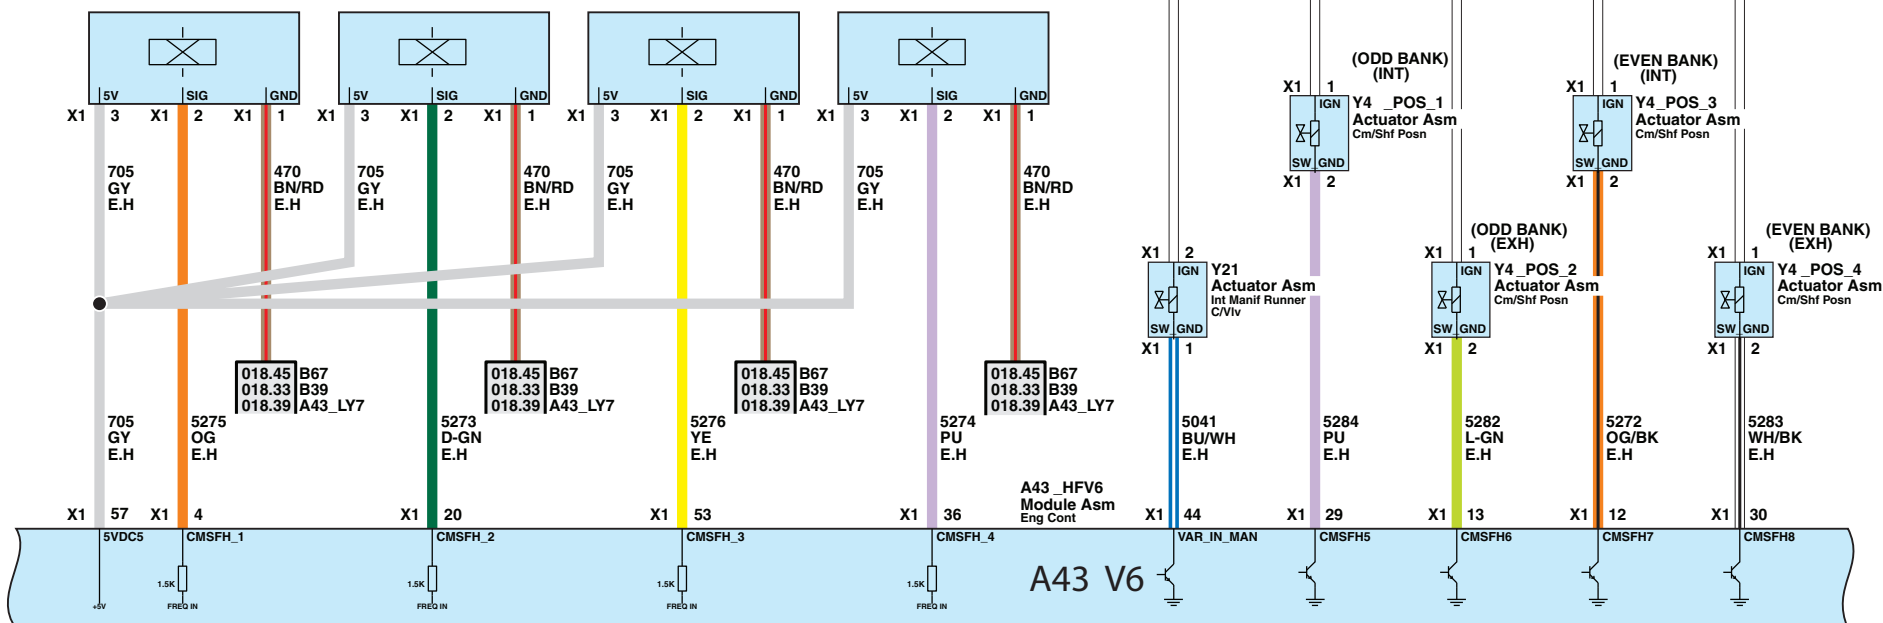 (ODD BANK)
(INT)
(EVEN BANK)
(INT)
5V SIG GND 5V SIG GND 5V SIG GND 5V SIG GND
X1 3 X1 2 X1 1 X1 3 X1 2 X1 1 X1 3 X1 2 X1 1 X1 3 X1 2 X1 1
X1 1
IGN
Y4 _POS_1
Actuator Asm
Cm/Shf Posn
SW GND
X1 2
X1 1
IGN
Y4_POS_3
Actuator Asm
Cm/Shf Posn
SW GND
X1 2
705
GY
E.H
470
BN/RD
E.H
705
GY
E.H
470
BN/RD
E.H
705
GY
E.H
470
BN/RD
E.H
705
GY
E.H
470
BN/RD
E.H
X1 2
IGN
Y21
Actuator Asm
Int Manif Runner
C/Vlv
SW GND
X1 1
(ODD BANK)
(EXH)
X1 1
IGN
Y4 _POS_2
Actuator Asm
Cm/Shf Posn
SW GND
X1 2
(EVEN BANK)
(EXH)
X1 1
IGN
Y4 _POS_4
Actuator Asm
Cm/Shf Posn
SW GND
X1 2
018.45 B67
018.33 B39
018.39 A43_LY7
018.45 B67
018.33 B39
018.39 A43_LY7
018.45 B67
018.33 B39
018.39 A43_LY7
018.45 B67
018.33 B39
018.39 A43_LY7
705
GY
E.H
5275
OG
E.H
5273
D-GN
E.H
5276
YE
E.H
5274
PU
E.H
5041
BU/WH
E.H
5284
PU
E.H
5282
L-GN
E.H
5272
OG/BK
E.H
5283
WH/BK
E.H
A43 _HFV6
Module Asm
Eng Cont
X1 57 X1 4 X1 20 X1 53 X1 36 X1 44 X1 29 X1 13 X1 12 X1 30
5VDC5 CMSFH_1 CMSFH_2 CMSFH_3 CMSFH_4 VAR_IN_MAN CMSFH5 CMSFH6 CMSFH7 CMSFH8
1.5K 1.5K 1.5K 1.5K
A43 V6
+5V FREQ IN FREQ IN FREQ IN FREQ IN